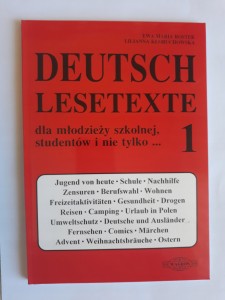 EWA MARIA ROSTEK
DEUTSCH
LESETEXTE
dla młodzieży szkolnej,
studentów i nie tylko ...
1
Jugend von heute • Schule • Nachhilfe
Zensuren • Berufswahl • Wohnen
Freizeitaktivitäten • Gesundheit • Drogen
Reisen • Camping • Urlaub in Polen
Umweltschutz • Deutsche und Ausländer
Fernsehen • Comics • Märchen
Advent • Weihnachtsbräuche • Ostern